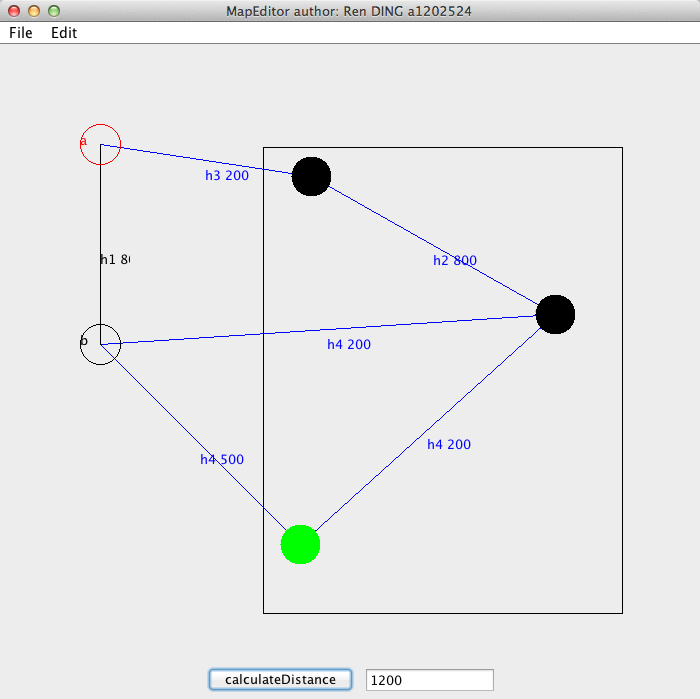 MapEditor author: Ren DING a1202524
File Edit
a
h3 200
h1 8
h2 800
b
h4 200
h4 200
h4 500
calculateDistance 1200